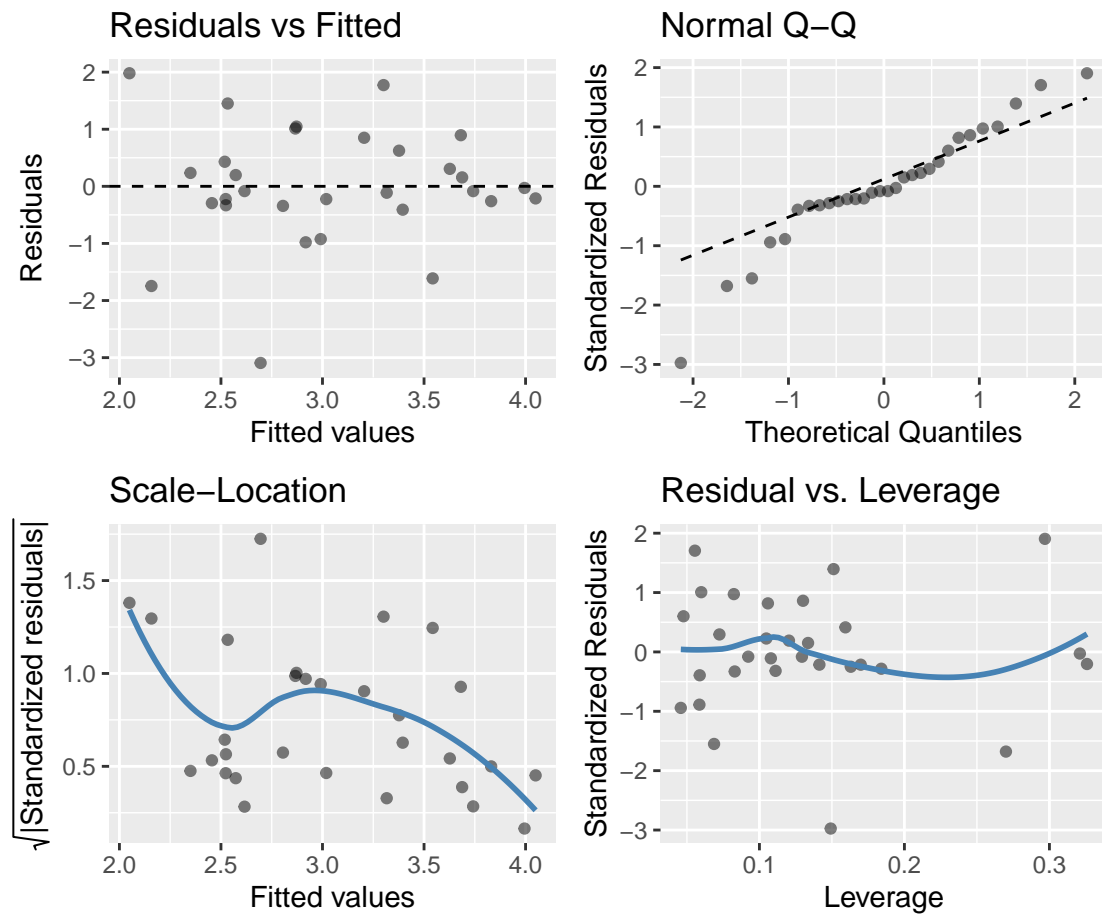 Residuals vs Fitted
2
1
0
−1
−2
−3
Residuals
2.0 2.5 3.0 3.5 4.0
Fitted values
Normal Q−Q
2
1
0
−1
−2
−3
Standardized Residuals
−2 −1 0 1 2
Theoretical Quantiles
Scale−Location
1.5
1.0
0.5
√|Standardized residuals|
2.0 2.5 3.0 3.5 4.0
Fitted values
Residual vs. Leverage
2
1
0
−1
−2
−3
Standardized Residuals
0.1 0.2 0.3
Leverage